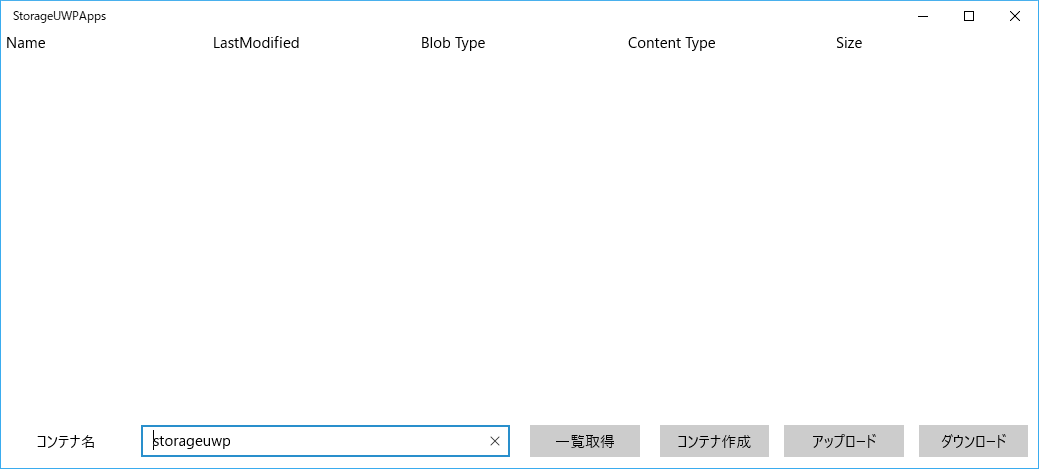 StorageUWPApps
Name LastModified Blob Type Content Type Size
コンテナ名 storageuwp 一覧取得 コンテナ作成 アップロード ダウンロード